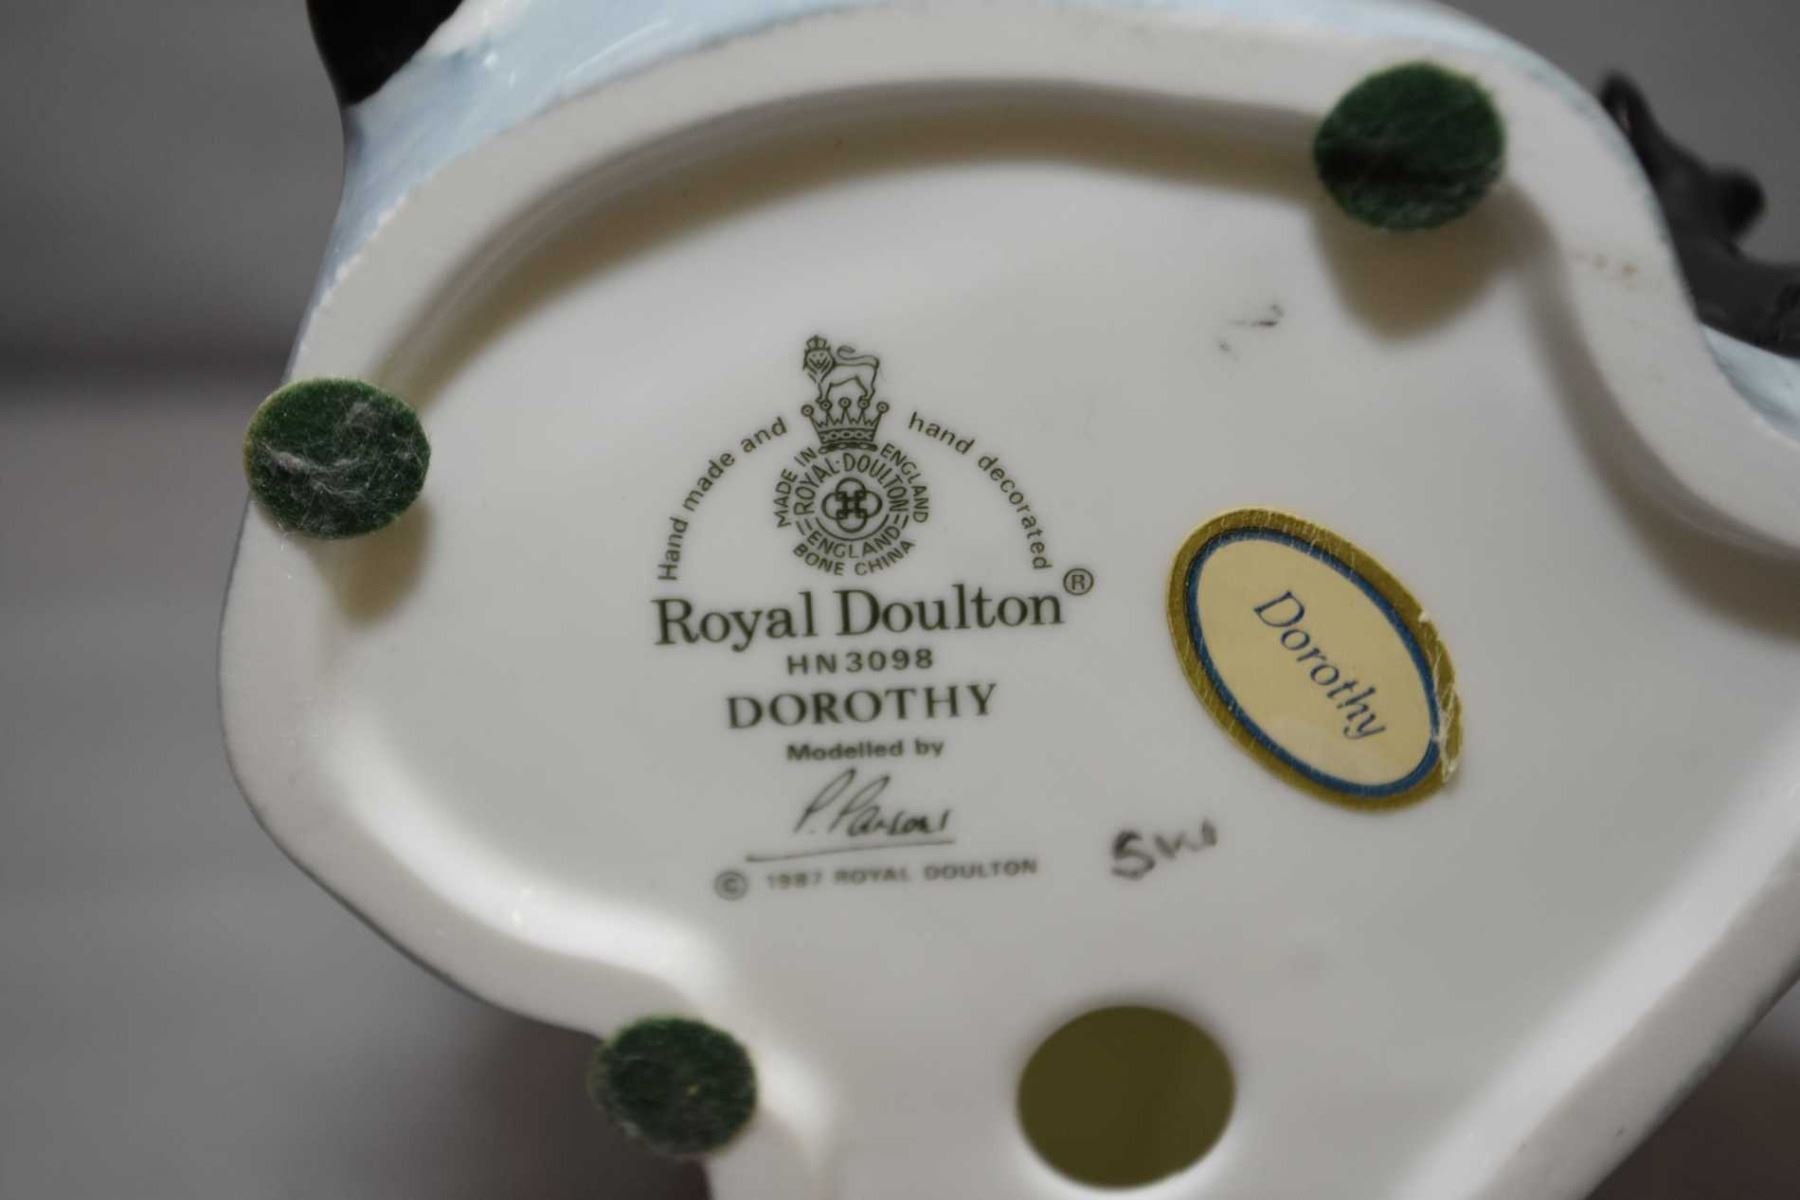 Hand made and hand decorated
MADE IN ENGLAND
ROYAL·DOULTON
ENGLAND
BONE CHINA
Royal Doulton®
HN3098
DOROTHY
Modelled by
P. Parsons
© 1987 ROYAL DOULTON
Dorothy